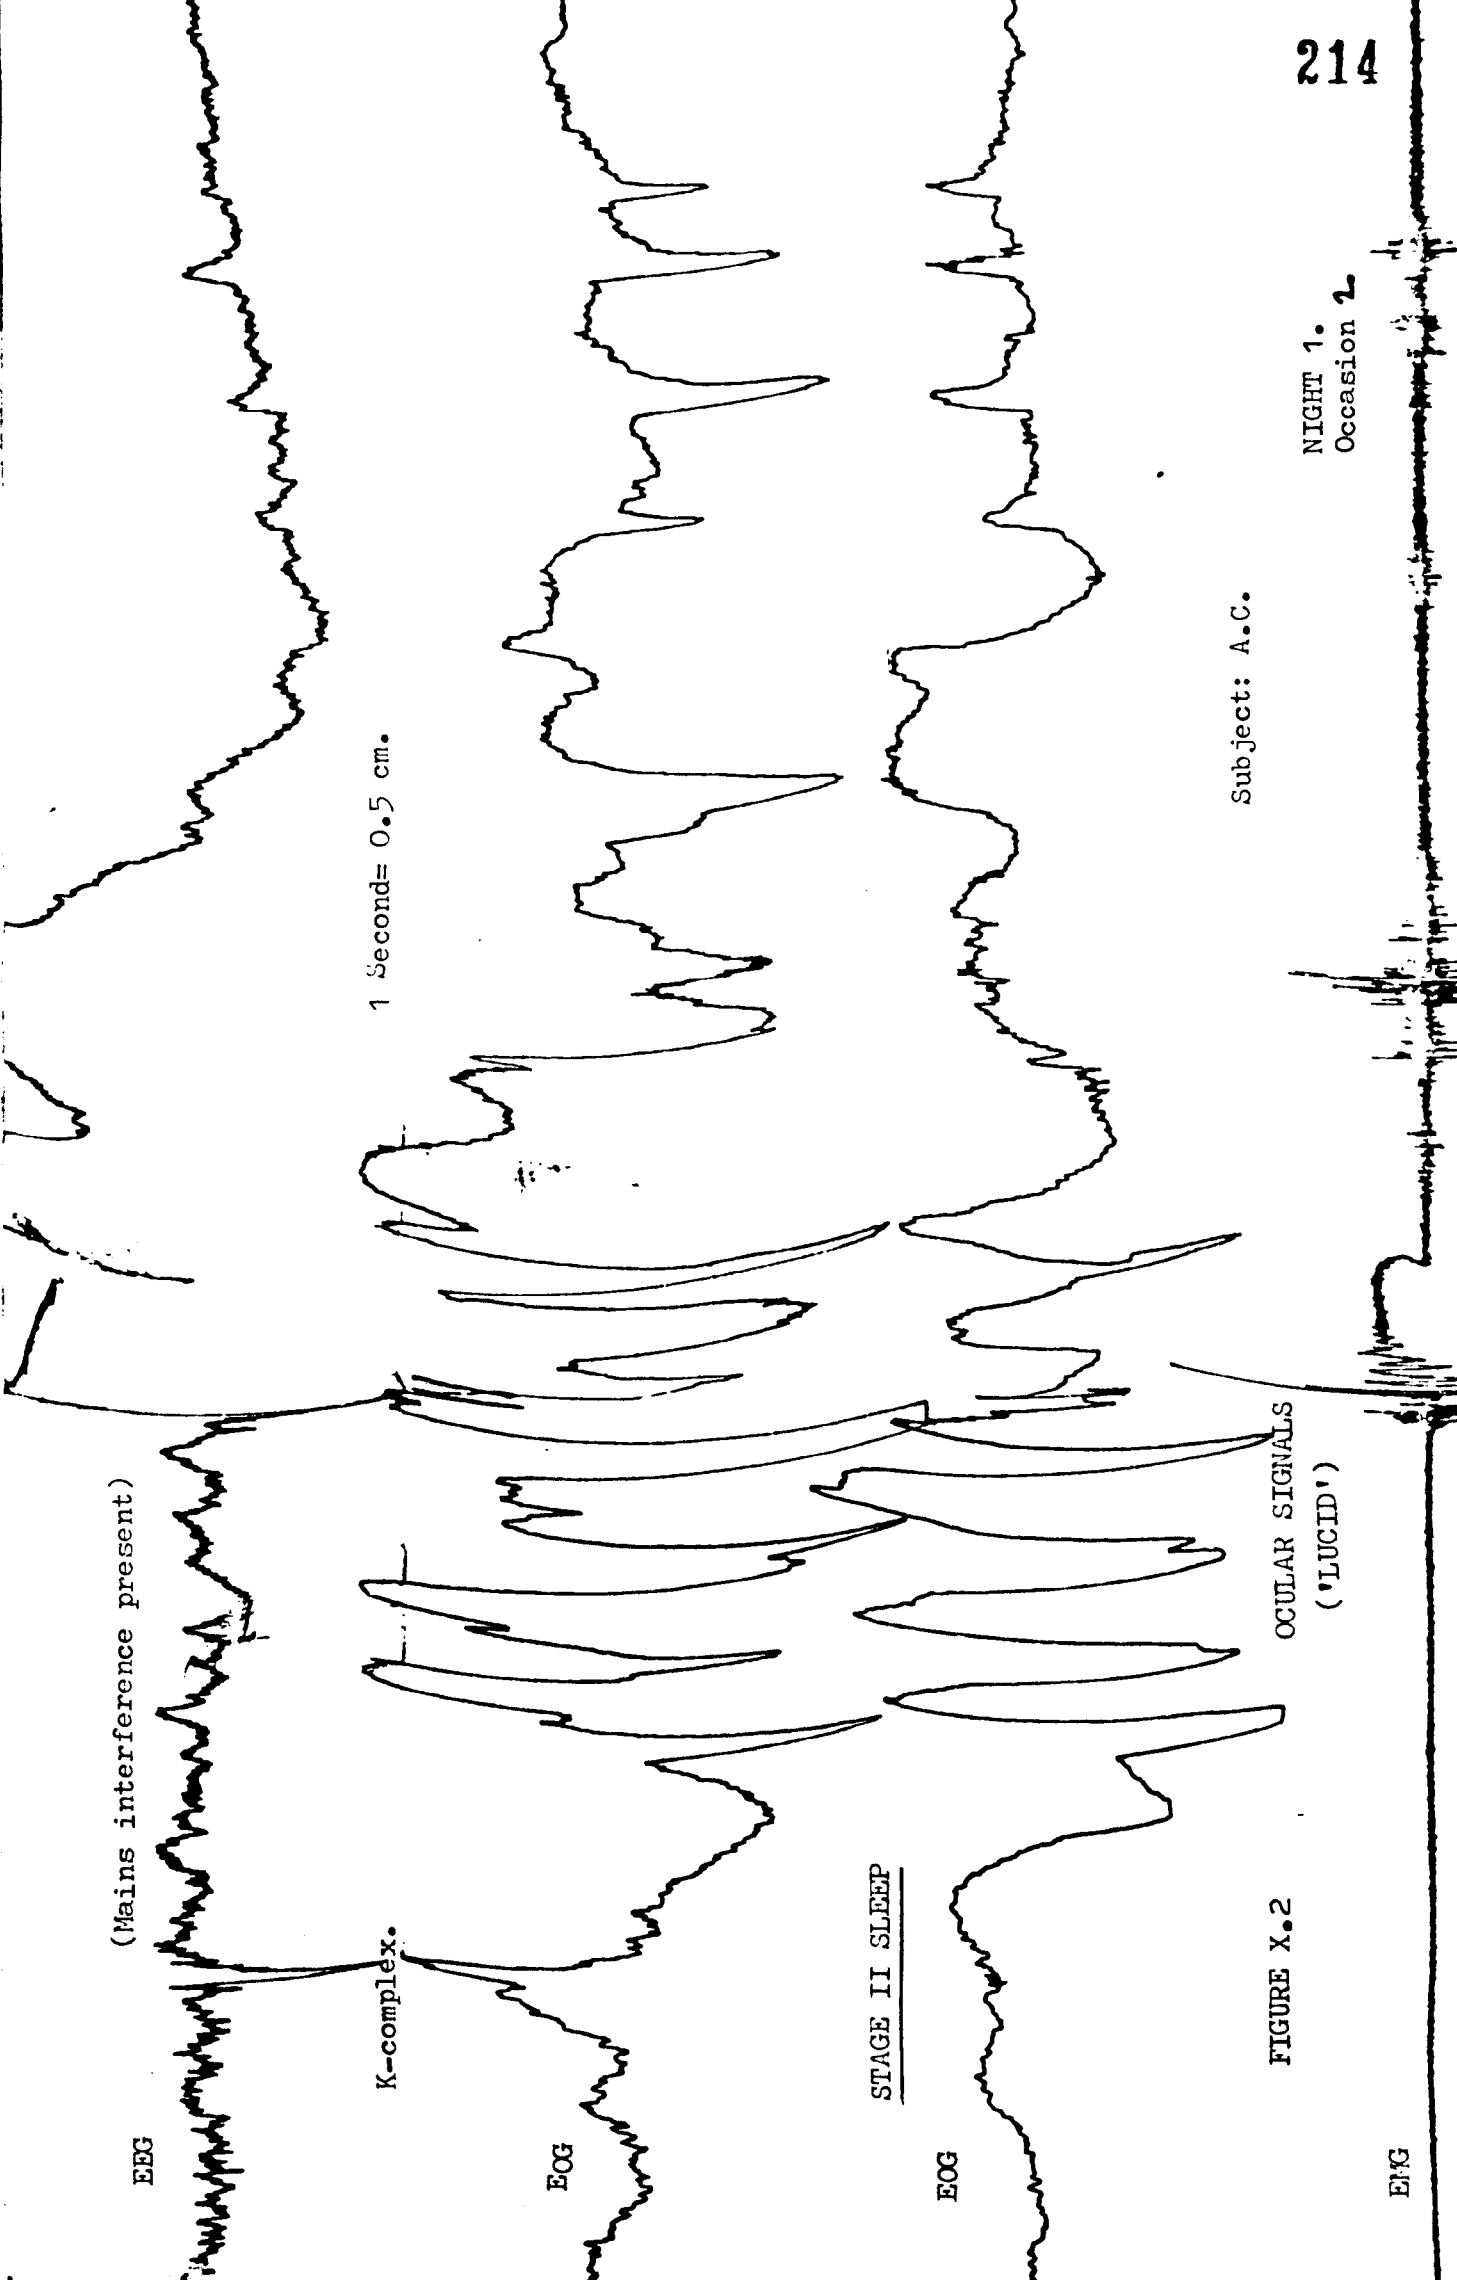 214
EEG
(Mains interference present)
K-complex.
1 Second= 0.5 cm.
EOG
STAGE II SLEEP
EOG
Subject: A.C.
FIGURE X.2
OCULAR SIGNALS
('LUCID')
NIGHT 1.
Occasion 2
EMG